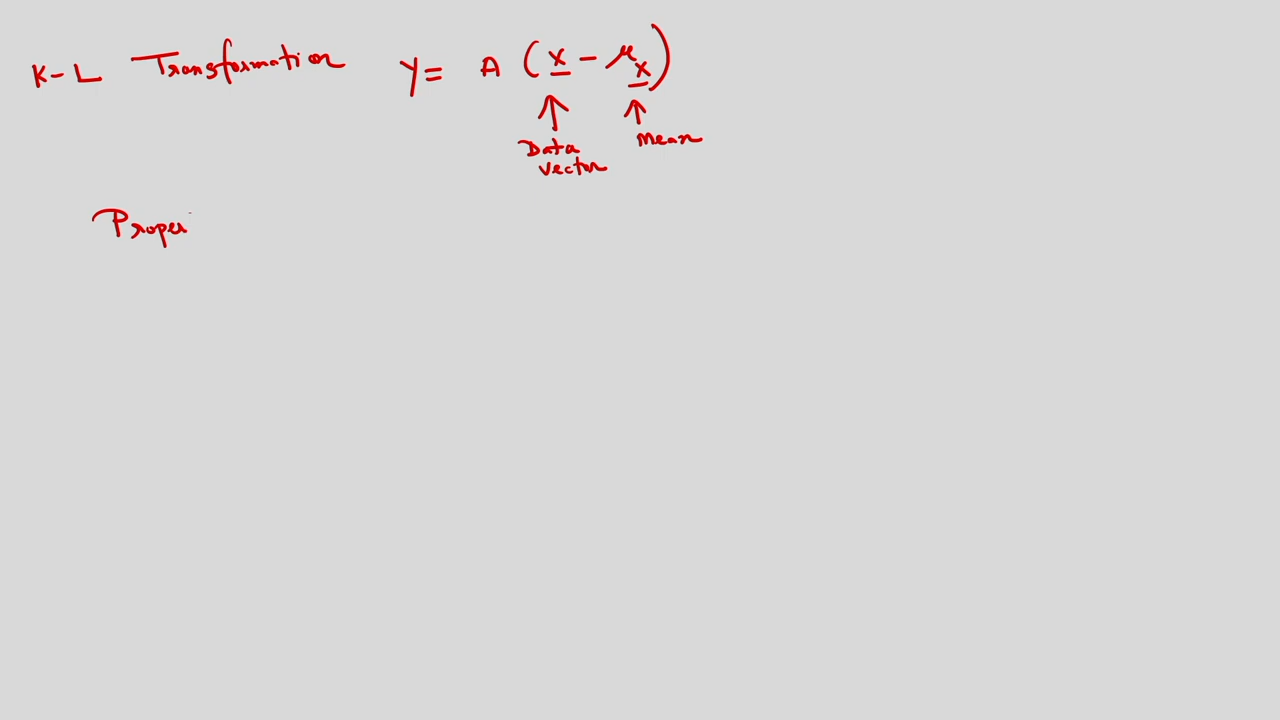 K-L Transformation Y= A (x - μx)
Data Mean
vector
Proper